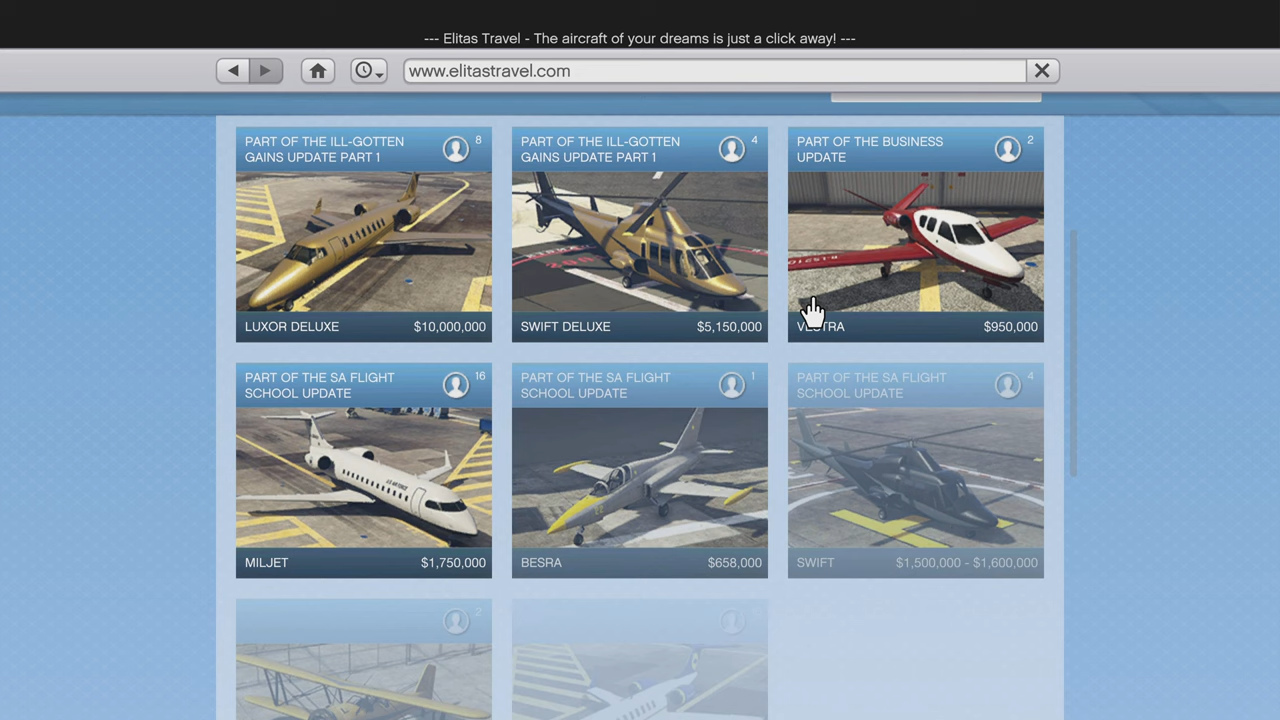 --- Elitas Travel - The aircraft of your dreams is just a click away! ---
www.elitastravel.com
PART OF THE ILL-GOTTEN
GAINS UPDATE PART 1
8
PART OF THE ILL-GOTTEN
GAINS UPDATE PART 1
4
PART OF THE BUSINESS
UPDATE
2
LUXOR DELUXE $10,000,000
SWIFT DELUXE $5,150,000
VESTRA $950,000
PART OF THE SA FLIGHT
SCHOOL UPDATE
16
PART OF THE SA FLIGHT
SCHOOL UPDATE
1
PART OF THE SA FLIGHT
SCHOOL UPDATE
4
U.S. AIR FORCE
MILJET $1,750,000
BESRA $658,000
SWIFT $1,500,000 - $1,600,000
2